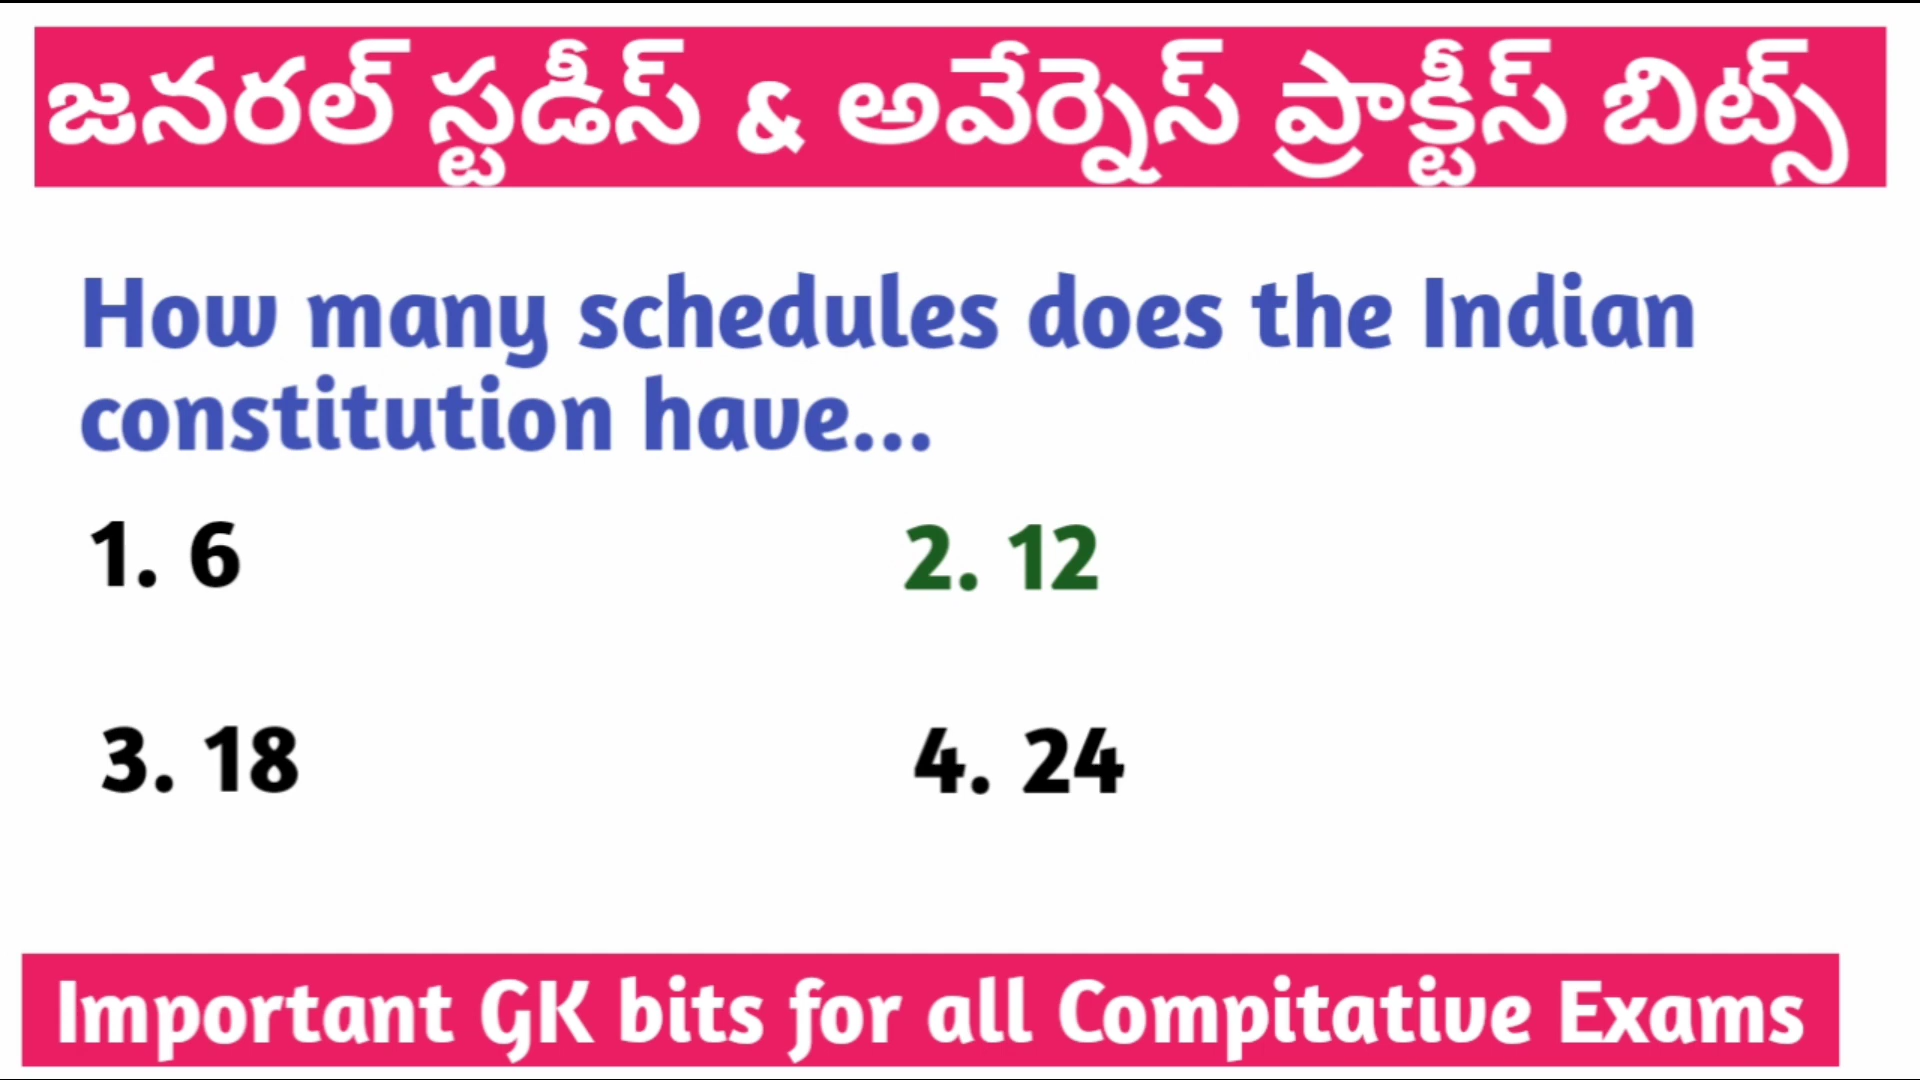 జనరల్ స్టడీస్ & అవేర్నెస్ ప్రాక్టీస్ బిట్స్
How many schedules does the Indian
constitution have...
1. 6
2. 12
3. 18
4. 24
Important GK bits for all Compitative Exams